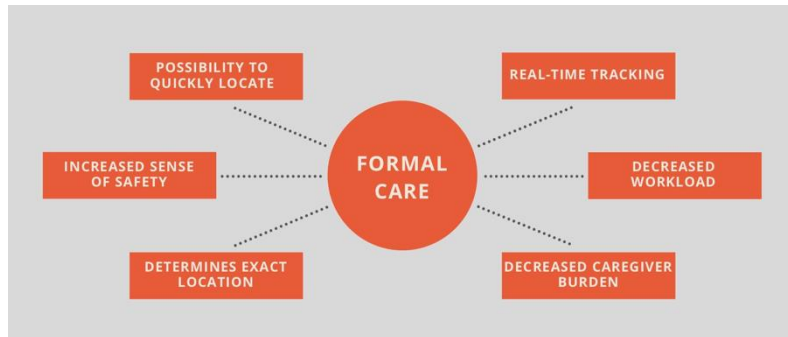 POSSIBILITY TO
QUICKLY LOCATE
REAL-TIME TRACKING
INCREASED SENSE
OF SAFETY
FORMAL
CARE
DECREASED
WORKLOAD
DETERMINES EXACT
LOCATION
DECREASED CAREGIVER
BURDEN